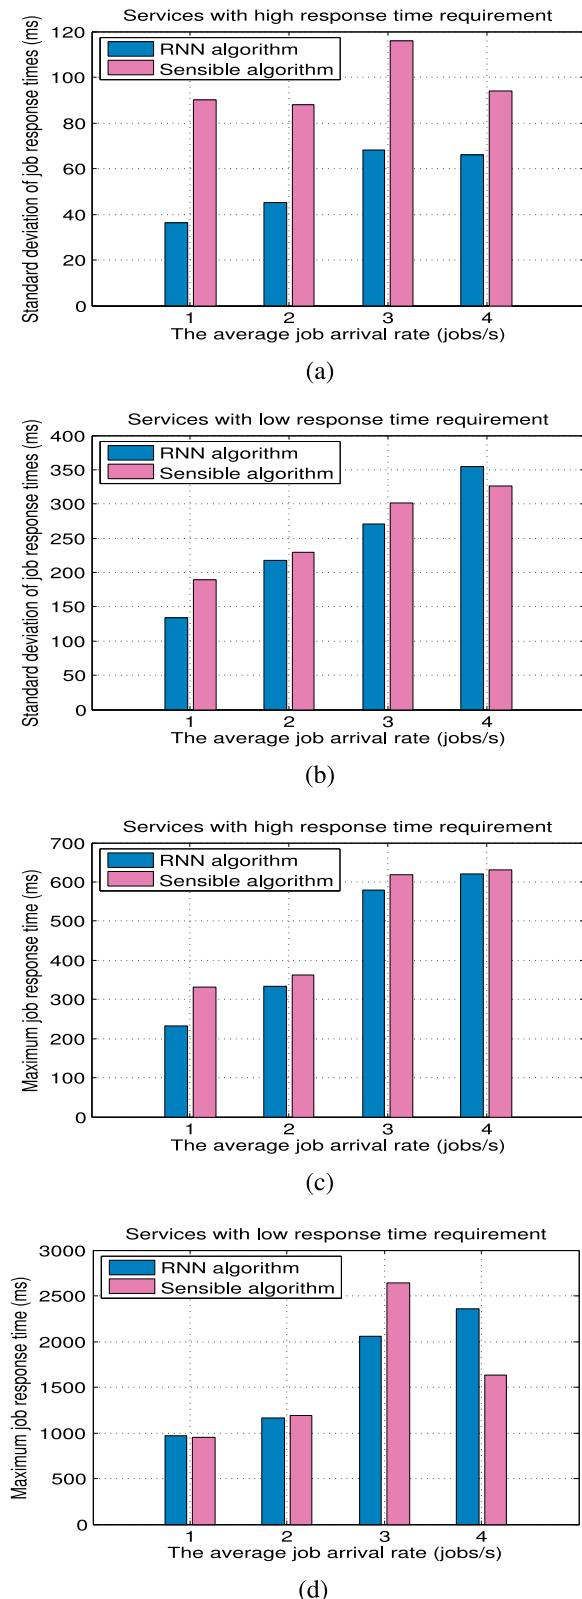 Services with high response time requirement
Standard deviation of job response times (ms)
120
100
80
60
40
20
0
RNN algorithm
Sensible algorithm
1 2 3 4
The average job arrival rate (jobs/s)
(a)
Services with low response time requirement
Standard deviation of job response times (ms)
400
350
300
250
200
150
100
50
0
RNN algorithm
Sensible algorithm
1 2 3 4
The average job arrival rate (jobs/s)
(b)
Services with high response time requirement
Maximum job response time (ms)
700
600
500
400
300
200
100
0
RNN algorithm
Sensible algorithm
1 2 3 4
The average job arrival rate (jobs/s)
(c)
Services with low response time requirement
Maximum job response time (ms)
3000
2500
2000
1500
1000
500
0
RNN algorithm
Sensible algorithm
1 2 3 4
The average job arrival rate (jobs/s)
(d)